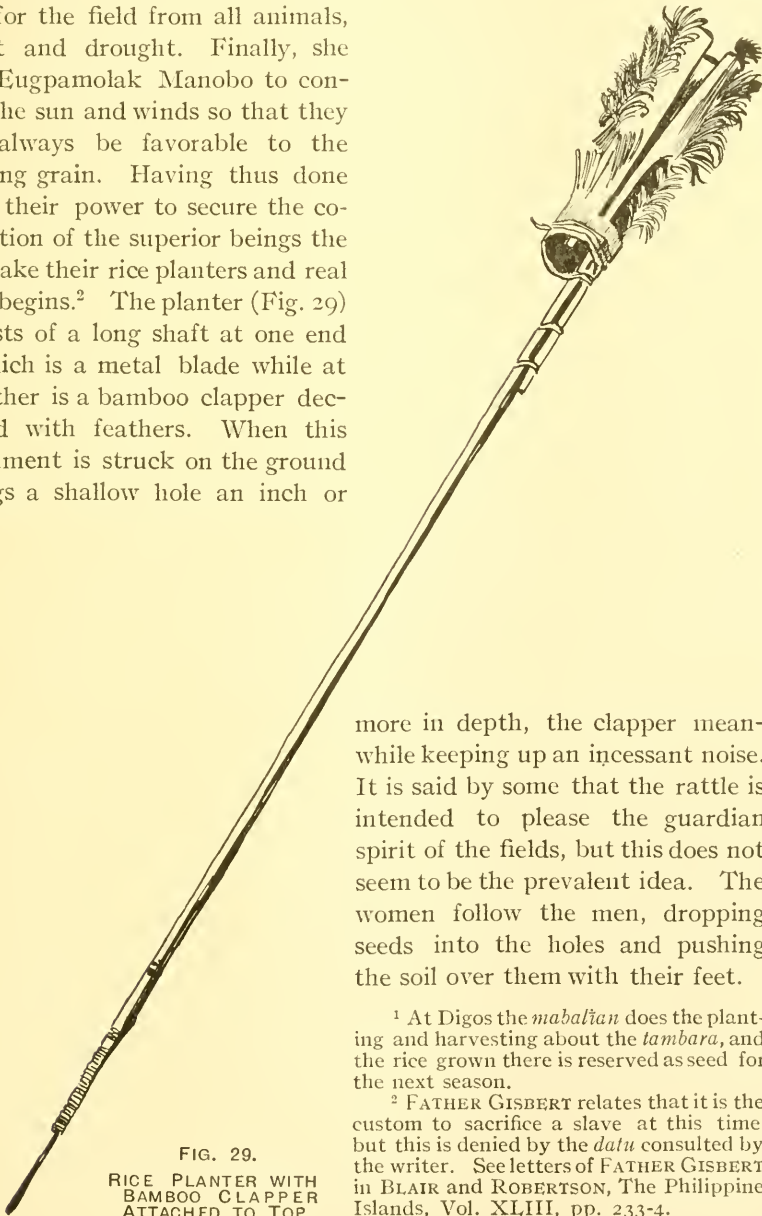 for the field from all animals,
t and drought. Finally, she
Eugpamolak Manobo to con-
he sun and winds so that they
always be favorable to the
ng grain. Having thus done
their power to secure the co-
tion of the superior beings the
ake their rice planters and real
begins.² The planter (Fig. 29)
sts of a long shaft at one end
ich is a metal blade while at
ther is a bamboo clapper dec-
d with feathers. When this
ument is struck on the ground
gs a shallow hole an inch or
more in depth, the clapper mean-
while keeping up an incessant noise.
It is said by some that the rattle is
intended to please the guardian
spirit of the fields, but this does not
seem to be the prevalent idea. The
women follow the men, dropping
seeds into the holes and pushing
the soil over them with their feet.
¹ At Digos the mabalīan does the plant-
ing and harvesting about the tambara, and
the rice grown there is reserved as seed for
the next season.
² FATHER GISBERT relates that it is the
custom to sacrifice a slave at this time
but this is denied by the datu consulted by
the writer. See letters of FATHER GISBERT
in BLAIR and ROBERTSON, The Philippine
Islands, Vol. XLIII, pp. 233-4.
FIG. 29.
RICE PLANTER WITH
BAMBOO CLAPPER
ATTACHED TO TOP